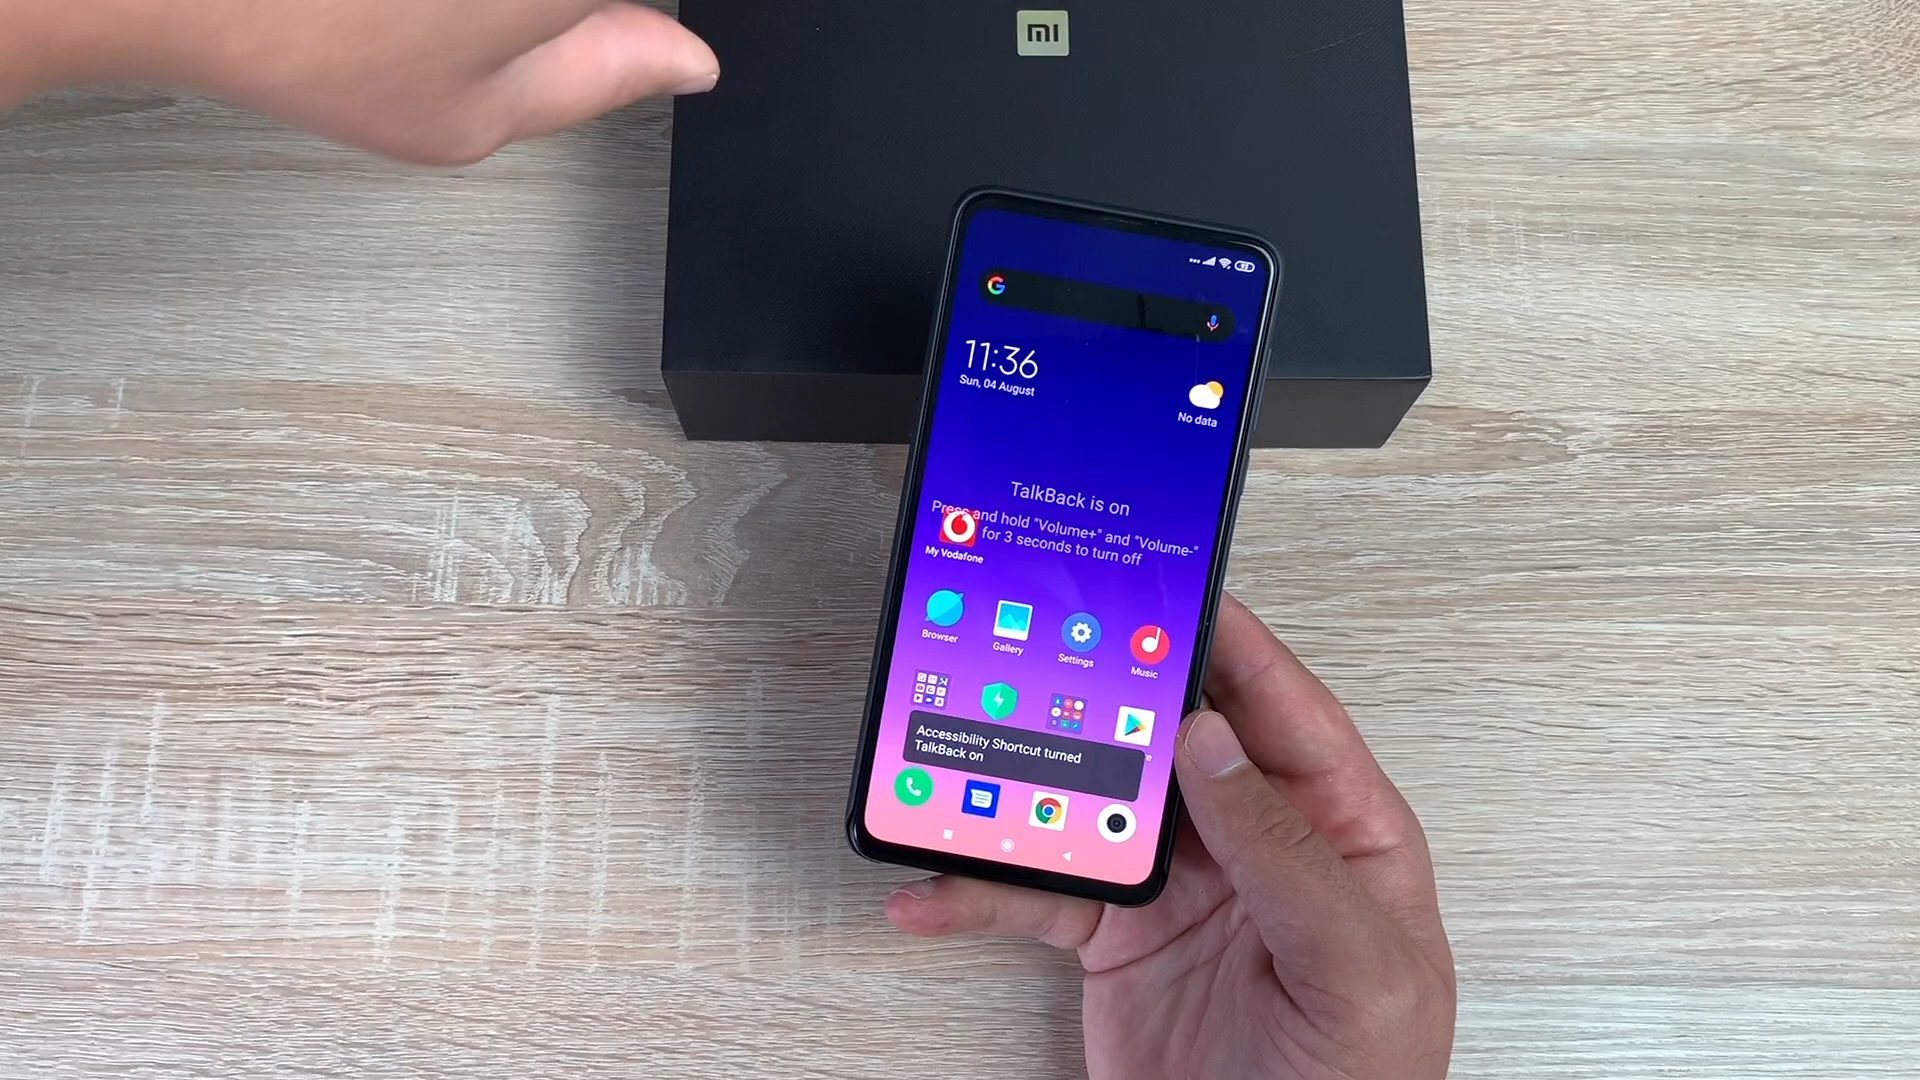 mi
11:36
Sun, 04 August
No data
TalkBack is on
Press and hold "Volume+" and "Volume-"
for 3 seconds to turn off
My Vodafone
Browser
Gallery
Settings
Music
Accessibility Shortcut turned
TalkBack on